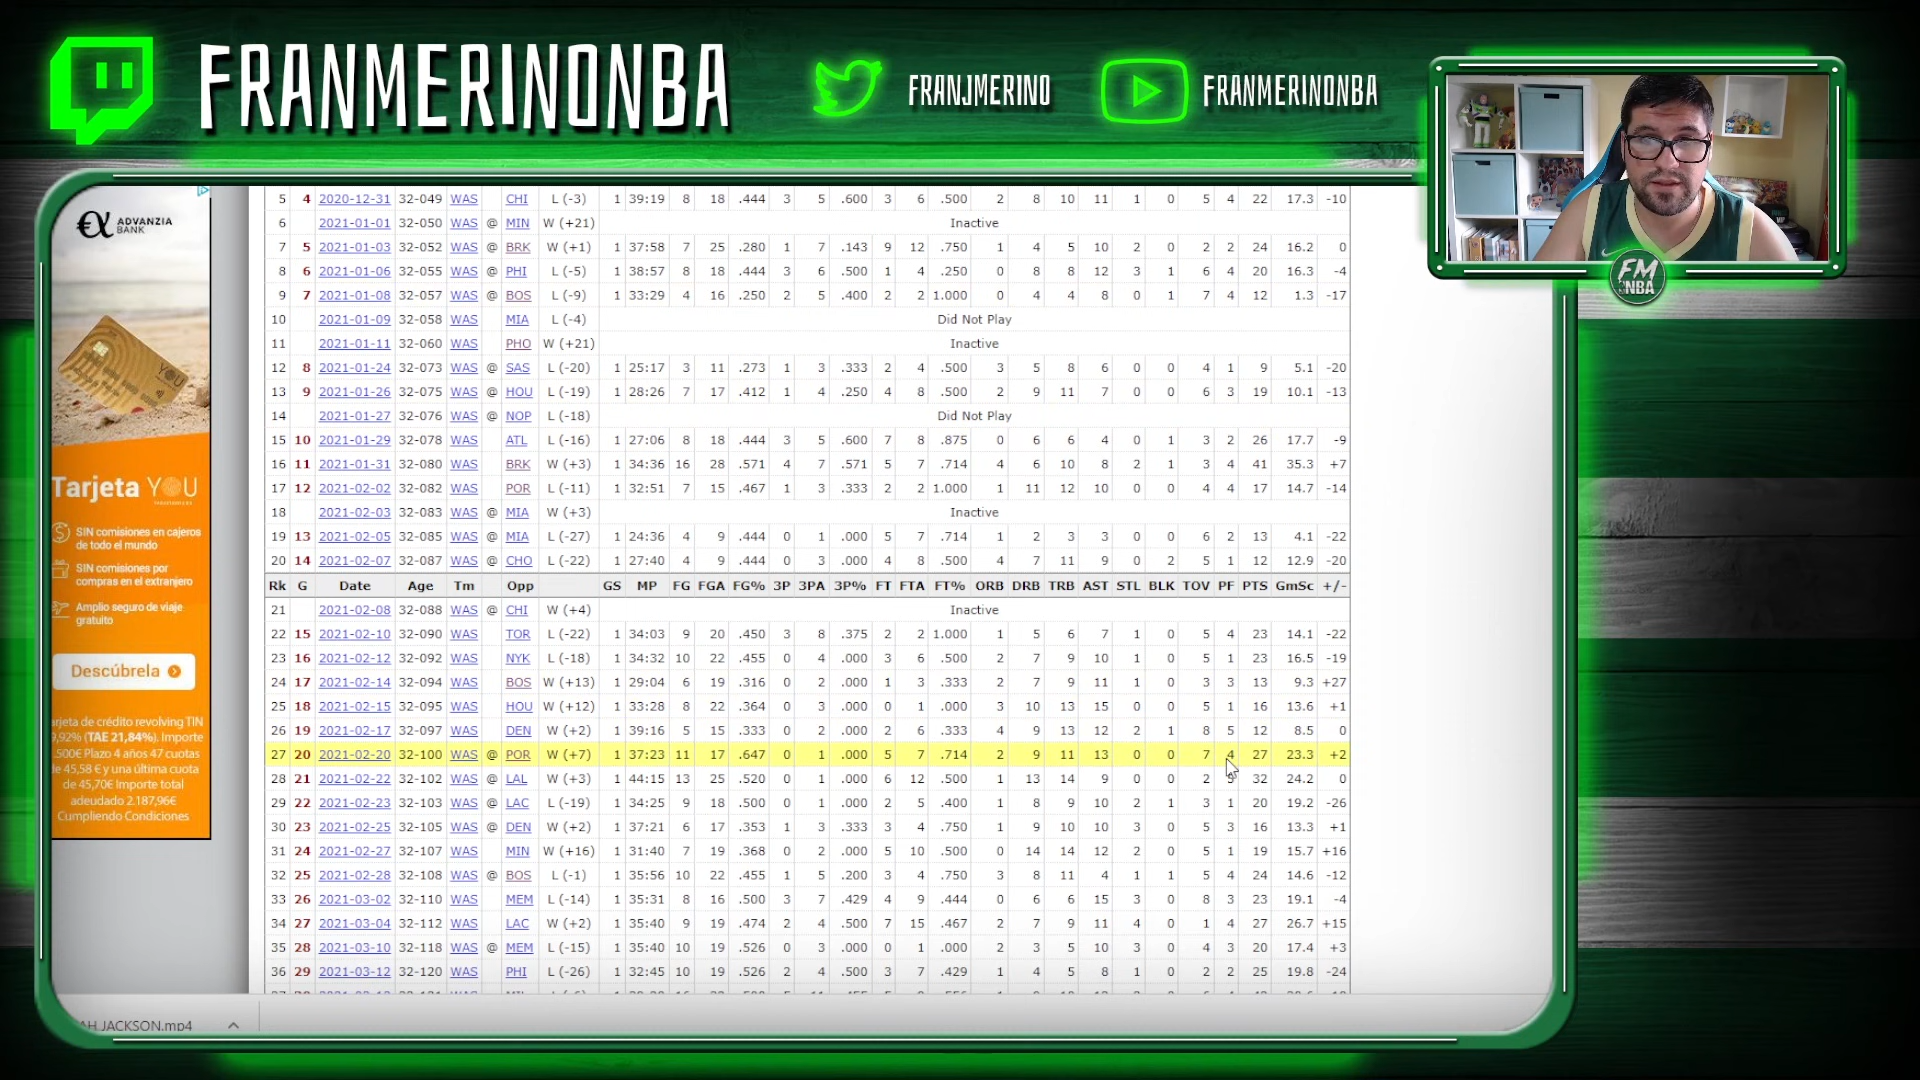 FRANMERINONBA
FRANJMERINO
FRANMERINONBA
FM
NBA
ADVANZIA
BANK
YOU
Tarjeta YOU
SIN comisiones en cajeros
de todo el mundo
SIN comisiones por
compras en el extranjero
Amplio seguro de viaje
gratuito
Descúbrela
arjeta de crédito revolving TIN
9,92% (TAE 21,84%). Importe
.500€ Plazo 4 años 47 cuotas
de 45,58 € y una última cuota
de 45,70€ Importe total
adeudado 2.187,96€
Cumpliendo Condiciones
5 4 2020-12-31 32-049 WAS CHI L (-3) 1 39:19 8 18 .444 3 5 .600 3 6 .500 2 8 10 11 1 0 5 4 22 17.3 -10
6 2021-01-01 32-050 WAS @ MIN W (+21) Inactive
7 5 2021-01-03 32-052 WAS @ BRK W (+1) 1 37:58 7 25 .280 1 7 .143 9 12 .750 1 4 5 10 2 0 2 2 24 16.2 0
8 6 2021-01-06 32-055 WAS @ PHI L (-5) 1 38:57 8 18 .444 3 6 .500 1 4 .250 0 8 8 12 3 1 6 4 20 16.3 -4
9 7 2021-01-08 32-057 WAS @ BOS L (-9) 1 33:29 4 16 .250 2 5 .400 2 2 1.000 0 4 4 8 0 1 7 4 12 1.3 -17
10 2021-01-09 32-058 WAS MIA L (-4) Did Not Play
11 2021-01-11 32-060 WAS PHO W (+21) Inactive
12 8 2021-01-24 32-073 WAS @ SAS L (-20) 1 25:17 3 11 .273 1 3 .333 2 4 .500 3 5 8 6 0 0 4 1 9 5.1 -20
13 9 2021-01-26 32-075 WAS @ HOU L (-19) 1 28:26 7 17 .412 1 4 .250 4 8 .500 2 9 11 7 0 0 6 3 19 10.1 -13
14 2021-01-27 32-076 WAS @ NOP L (-18) Did Not Play
15 10 2021-01-29 32-078 WAS ATL L (-16) 1 27:06 8 18 .444 3 5 .600 7 8 .875 0 6 6 4 0 1 3 2 26 17.7 -9
16 11 2021-01-31 32-080 WAS BRK W (+3) 1 34:36 16 28 .571 4 7 .571 5 7 .714 4 6 10 8 2 1 3 4 41 35.3 +7
17 12 2021-02-02 32-082 WAS POR L (-11) 1 32:51 7 15 .467 1 3 .333 2 2 1.000 1 11 12 10 0 0 4 4 17 14.7 -14
18 2021-02-03 32-083 WAS @ MIA W (+3) Inactive
19 13 2021-02-05 32-085 WAS @ MIA L (-27) 1 24:36 4 9 .444 0 1 .000 5 7 .714 1 2 3 3 0 0 6 2 13 4.1 -22
20 14 2021-02-07 32-087 WAS @ CHO L (-22) 1 27:40 4 9 .444 0 3 .000 4 8 .500 4 7 11 9 0 2 5 1 12 12.9 -20
Rk G Date Age Tm Opp GS MP FG FGA FG% 3P 3PA 3P% FT FTA FT% ORB DRB TRB AST STL BLK TOV PF PTS GmSc +/-
21 2021-02-08 32-088 WAS @ CHI W (+4) Inactive
22 15 2021-02-10 32-090 WAS TOR L (-22) 1 34:03 9 20 .450 3 8 .375 2 2 1.000 1 5 6 7 1 0 5 4 23 14.1 -22
23 16 2021-02-12 32-092 WAS NYK L (-18) 1 34:32 10 22 .455 0 4 .000 3 6 .500 2 7 9 10 1 0 5 1 23 16.5 -19
24 17 2021-02-14 32-094 WAS BOS W (+13) 1 29:04 6 19 .316 0 2 .000 1 3 .333 2 7 9 11 1 0 3 3 13 9.3 +27
25 18 2021-02-15 32-095 WAS HOU W (+12) 1 33:28 8 22 .364 0 3 .000 0 1 .000 3 10 13 15 0 0 5 1 16 13.6 +1
26 19 2021-02-17 32-097 WAS DEN W (+2) 1 39:16 5 15 .333 0 2 .000 2 6 .333 4 9 13 12 2 1 8 5 12 8.5 0
27 20 2021-02-20 32-100 WAS @ POR W (+7) 1 37:23 11 17 .647 0 1 .000 5 7 .714 2 9 11 13 0 0 7 4 27 23.3 +2
28 21 2021-02-22 32-102 WAS @ LAL W (+3) 1 44:15 13 25 .520 0 1 .000 6 12 .500 1 13 14 9 0 0 2 32 24.2 0
29 22 2021-02-23 32-103 WAS @ LAC L (-19) 1 34:25 9 18 .500 0 1 .000 2 5 .400 1 8 9 10 2 1 3 1 20 19.2 -26
30 23 2021-02-25 32-105 WAS @ DEN W (+2) 1 37:21 6 17 .353 1 3 .333 3 4 .750 1 9 10 10 3 0 5 3 16 13.3 +1
31 24 2021-02-27 32-107 WAS MIN W (+16) 1 31:40 7 19 .368 0 2 .000 5 10 .500 0 14 14 12 2 0 5 1 19 15.7 +16
32 25 2021-02-28 32-108 WAS @ BOS L (-1) 1 35:56 10 22 .455 1 5 .200 3 4 .750 3 8 11 4 1 1 5 4 24 14.6 -12
33 26 2021-03-02 32-110 WAS MEM L (-14) 1 35:31 8 16 .500 3 7 .429 4 9 .444 0 6 6 15 3 0 8 3 23 19.1 -4
34 27 2021-03-04 32-112 WAS LAC W (+2) 1 35:40 9 19 .474 2 4 .500 7 15 .467 2 7 9 11 4 0 1 4 27 26.7 +15
35 28 2021-03-10 32-118 WAS @ MEM L (-15) 1 35:40 10 19 .526 0 3 .000 0 1 .000 2 3 5 10 3 0 4 3 20 17.4 +3
36 29 2021-03-12 32-120 WAS PHI L (-26) 1 32:45 10 19 .526 2 4 .500 3 7 .429 1 4 5 8 1 0 2 2 25 19.8 -24
AH.JACKSON.mp4